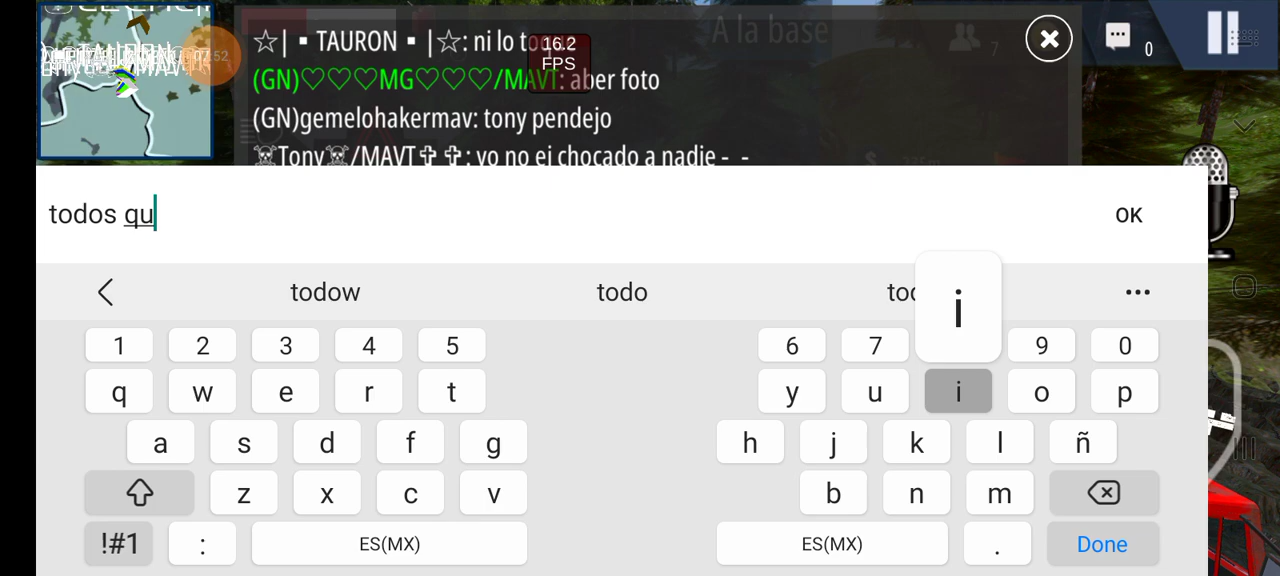 A la base
☆|▪TAURON▪|☆: ni lo to
16.2
FPS
7
0
(GN)♡♡♡MG♡♡♡/MAVT: aber foto
(GN)gemelohakermav: tony pendejo
☠Tony☠/MAVT✞✞: yo no ei chocado a nadie - -
todos qu
OK
todow todo
1 2 3 4 5 6 7 9 0
q w e r t y u i o p
i
a s d f g h j k l ñ
z x c v b n m
!#1 : ES(MX) ES(MX) . Done